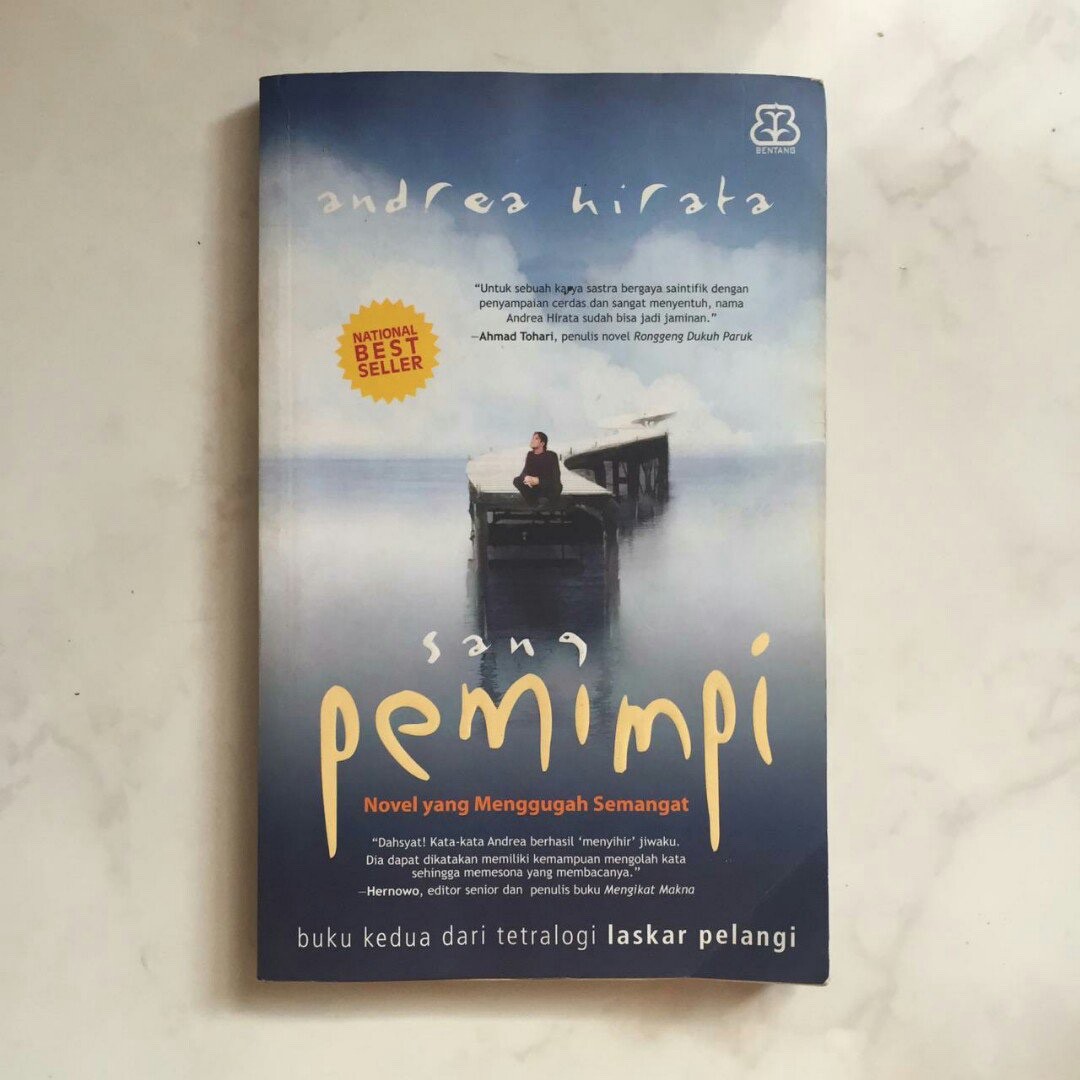 BENTANG
andrea hirata
“Untuk sebuah karya sastra bergaya saintifik dengan
penyampaian cerdas dan sangat menyentuh, nama
Andrea Hirata sudah bisa jadi jaminan.”
—Ahmad Tohari, penulis novel Ronggeng Dukuh Paruk
NATIONAL
BEST
SELLER
sang
pemimpi
Novel yang Menggugah Semangat
“Dahsyat! Kata-kata Andrea berhasil ‘menyihir’ jiwaku.
Dia dapat dikatakan memiliki kemampuan mengolah kata
sehingga memesona yang membacanya.”
—Hernowo, editor senior dan penulis buku Mengikat Makna
buku kedua dari tetralogi laskar pelangi